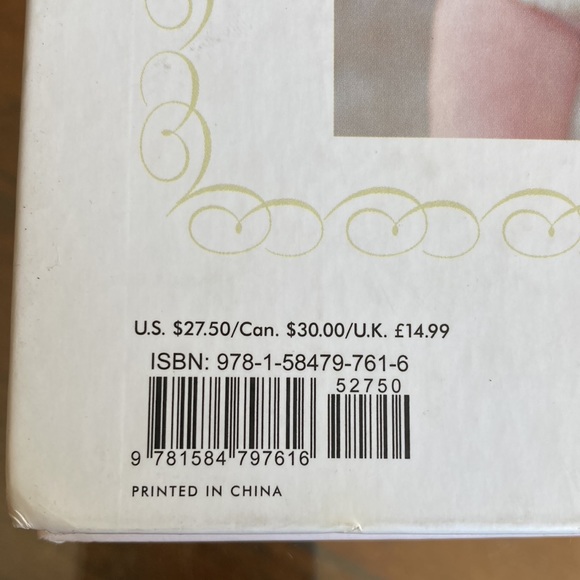 U.S. $27.50/Can. $30.00/U.K. £14.99
ISBN: 978-1-58479-761-6
52750
9 781584 797616
PRINTED IN CHINA